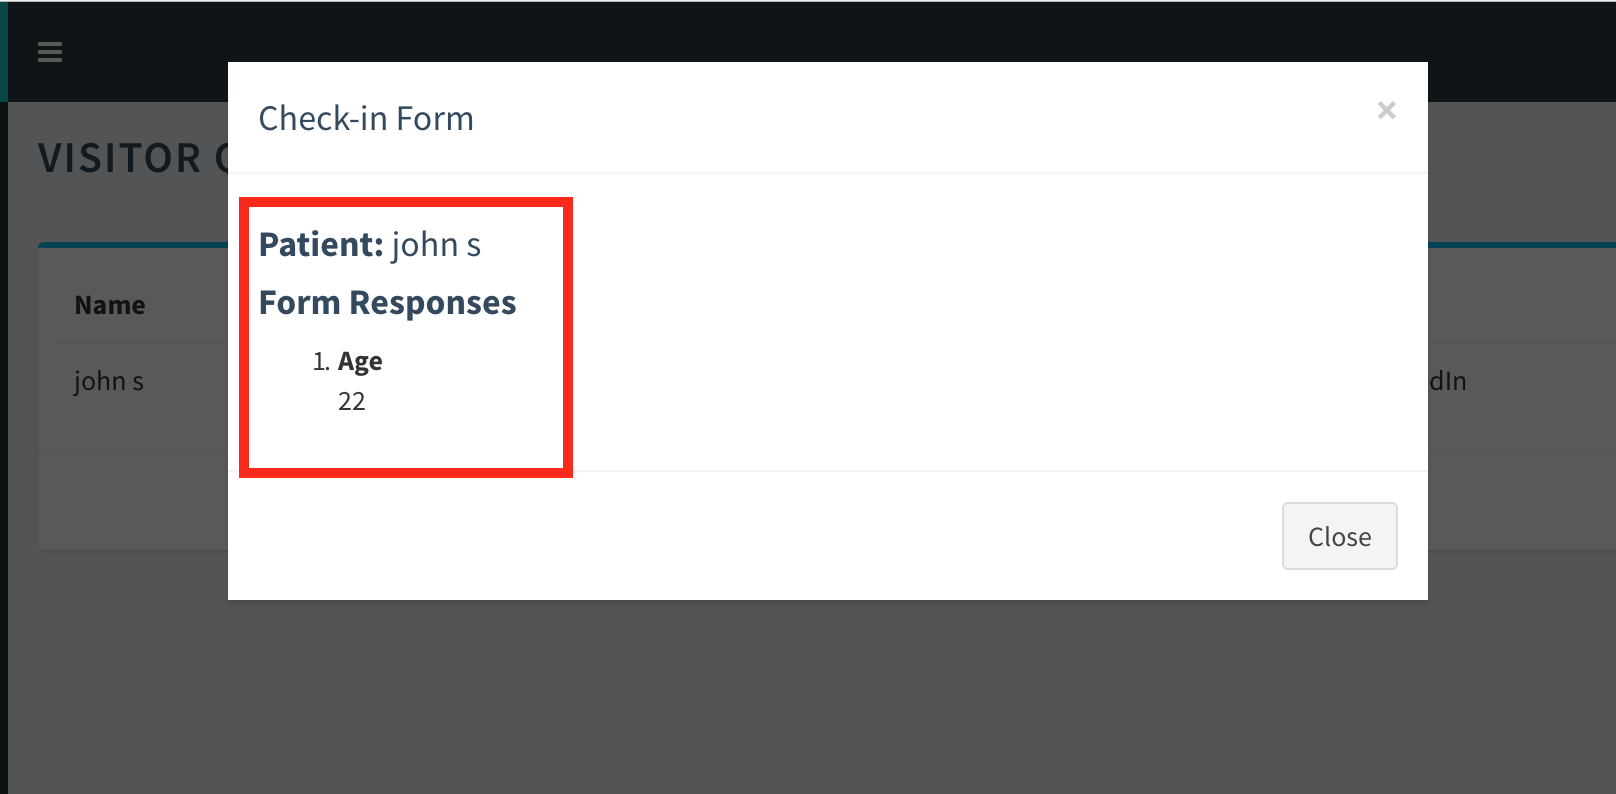 Check-in Form
×
VISITOR
Patient: john s
Form Responses
1. Age
22
Name
john s
dIn
Close